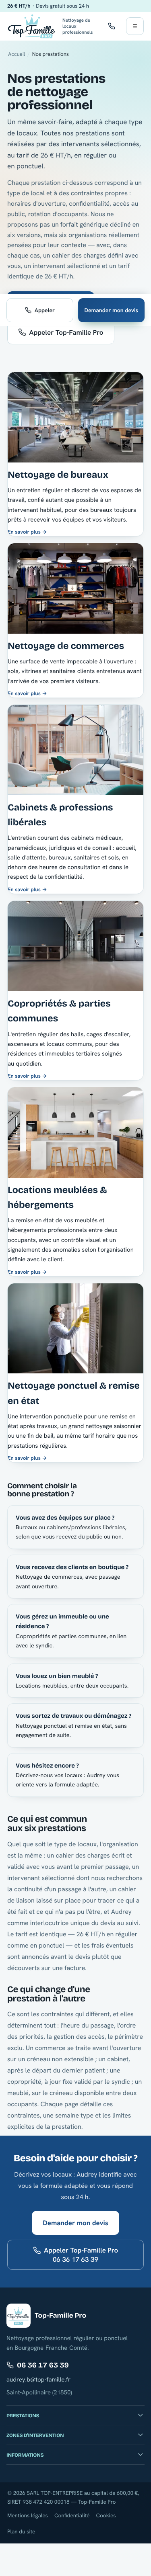 26 € HT/h · Devis gratuit sous 24 h
Top-Famille
Nettoyage de
locaux
professionnels
Accueil / Nos prestations
Nos prestations
de nettoyage
professionnel
Un même savoir-faire, adapté à chaque type
de locaux. Toutes nos prestations sont
réalisées par des intervenants sélectionnés,
au tarif de 26 € HT/h, en régulier ou
en ponctuel.
Chaque prestation ci-dessous correspond à un
type de local et à des contraintes propres :
horaires d'ouverture, confidentialité, accès au
public, rotation d'occupants. Nous ne
proposons pas un forfait générique décliné en
six versions, mais six organisations réellement
pensées pour leur contexte — avec, dans
chaque cas, un cahier des charges défini avec
vous, un intervenant sélectionné et un tarif
identique de 26 € HT/h.
Appeler
Demander mon devis
Appeler Top-Famille Pro
Nettoyage de bureaux
Un entretien régulier et discret de vos espaces de
travail, confié autant que possible à un
intervenant habituel, pour des bureaux toujours
prêts à recevoir vos équipes et vos visiteurs.
En savoir plus →
Nettoyage de commerces
Une surface de vente impeccable à l'ouverture :
sols, vitrines et sanitaires clients entretenus avant
l'arrivée de vos premiers visiteurs.
En savoir plus →
Cabinets & professions
libérales
L'entretien courant des cabinets médicaux,
paramédicaux, juridiques et de conseil : accueil,
salle d'attente, bureaux, sanitaires et sols, en
dehors des heures de consultation et dans le
respect de la confidentialité.
En savoir plus →
Copropriétés & parties
communes
L'entretien régulier des halls, cages d'escalier,
ascenseurs et locaux communs, pour des
résidences et immeubles tertiaires soignés
au quotidien.
En savoir plus →
Locations meublées &
hébergements
La remise en état de vos meublés et
hébergements professionnels entre deux
occupants, avec un contrôle visuel et un
signalement des anomalies selon l'organisation
définie avec le client.
En savoir plus →
Nettoyage ponctuel & remise
en état
Une intervention ponctuelle pour une remise en
état après travaux, un grand nettoyage saisonnier
ou une fin de bail, au même tarif horaire que nos
prestations régulières.
En savoir plus →
Comment choisir la
bonne prestation ?
Vous avez des équipes sur place ?
Bureaux ou cabinets/professions libérales,
selon que vous recevez du public ou non.
Vous recevez des clients en boutique ?
Nettoyage de commerces, avec passage
avant ouverture.
Vous gérez un immeuble ou une
résidence ?
Copropriétés et parties communes, en lien
avec le syndic.
Vous louez un bien meublé ?
Locations meublées, entre deux occupants.
Vous sortez de travaux ou déménagez ?
Nettoyage ponctuel et remise en état, sans
engagement de suite.
Vous hésitez encore ?
Décrivez-nous vos locaux : Audrey vous
oriente vers la formule adaptée.
Ce qui est commun
aux six prestations
Quel que soit le type de locaux, l'organisation
est la même : un cahier des charges écrit et
validé avec vous avant le premier passage, un
intervenant sélectionné dont nous recherchons
la continuité d'un passage à l'autre, un cahier
de liaison laissé sur place pour tracer ce qui a
été fait et ce qui n'a pas pu l'être, et Audrey
comme interlocutrice unique du devis au suivi.
Le tarif est identique — 26 € HT/h en régulier
comme en ponctuel — et les frais éventuels
sont annoncés avant le devis plutôt que
découverts sur une facture.
Ce qui change d'une
prestation à l'autre
Ce sont les contraintes qui diffèrent, et elles
déterminent tout : l'heure du passage, l'ordre
des priorités, la gestion des accès, le périmètre
exclu. Un commerce se traite avant l'ouverture
sur un créneau non extensible ; un cabinet,
après le départ du dernier patient ; une
copropriété, à jour fixe validé par le syndic ; un
meublé, sur le créneau disponible entre deux
occupants. Chaque page détaille ces
contraintes, une semaine type et les limites
explicites de la prestation.
Besoin d'aide pour choisir ?
Décrivez vos locaux : Audrey identifie avec
vous la formule adaptée et vous répond
sous 24 h.
Demander mon devis
Appeler Top-Famille Pro
06 36 17 63 39
Top-Famille Pro
Nettoyage professionnel régulier ou ponctuel
en Bourgogne-Franche-Comté.
06 36 17 63 39
audrey.b@top-famille.fr
Saint-Apollinaire (21850)
PRESTATIONS
ZONES D'INTERVENTION
INFORMATIONS
© 2026 SARL TOP-ENTREPRISE au capital de 600,00 €,
SIRET 938 472 420 00018 — Top Famille Pro
Mentions légales Confidentialité Cookies
Plan du site